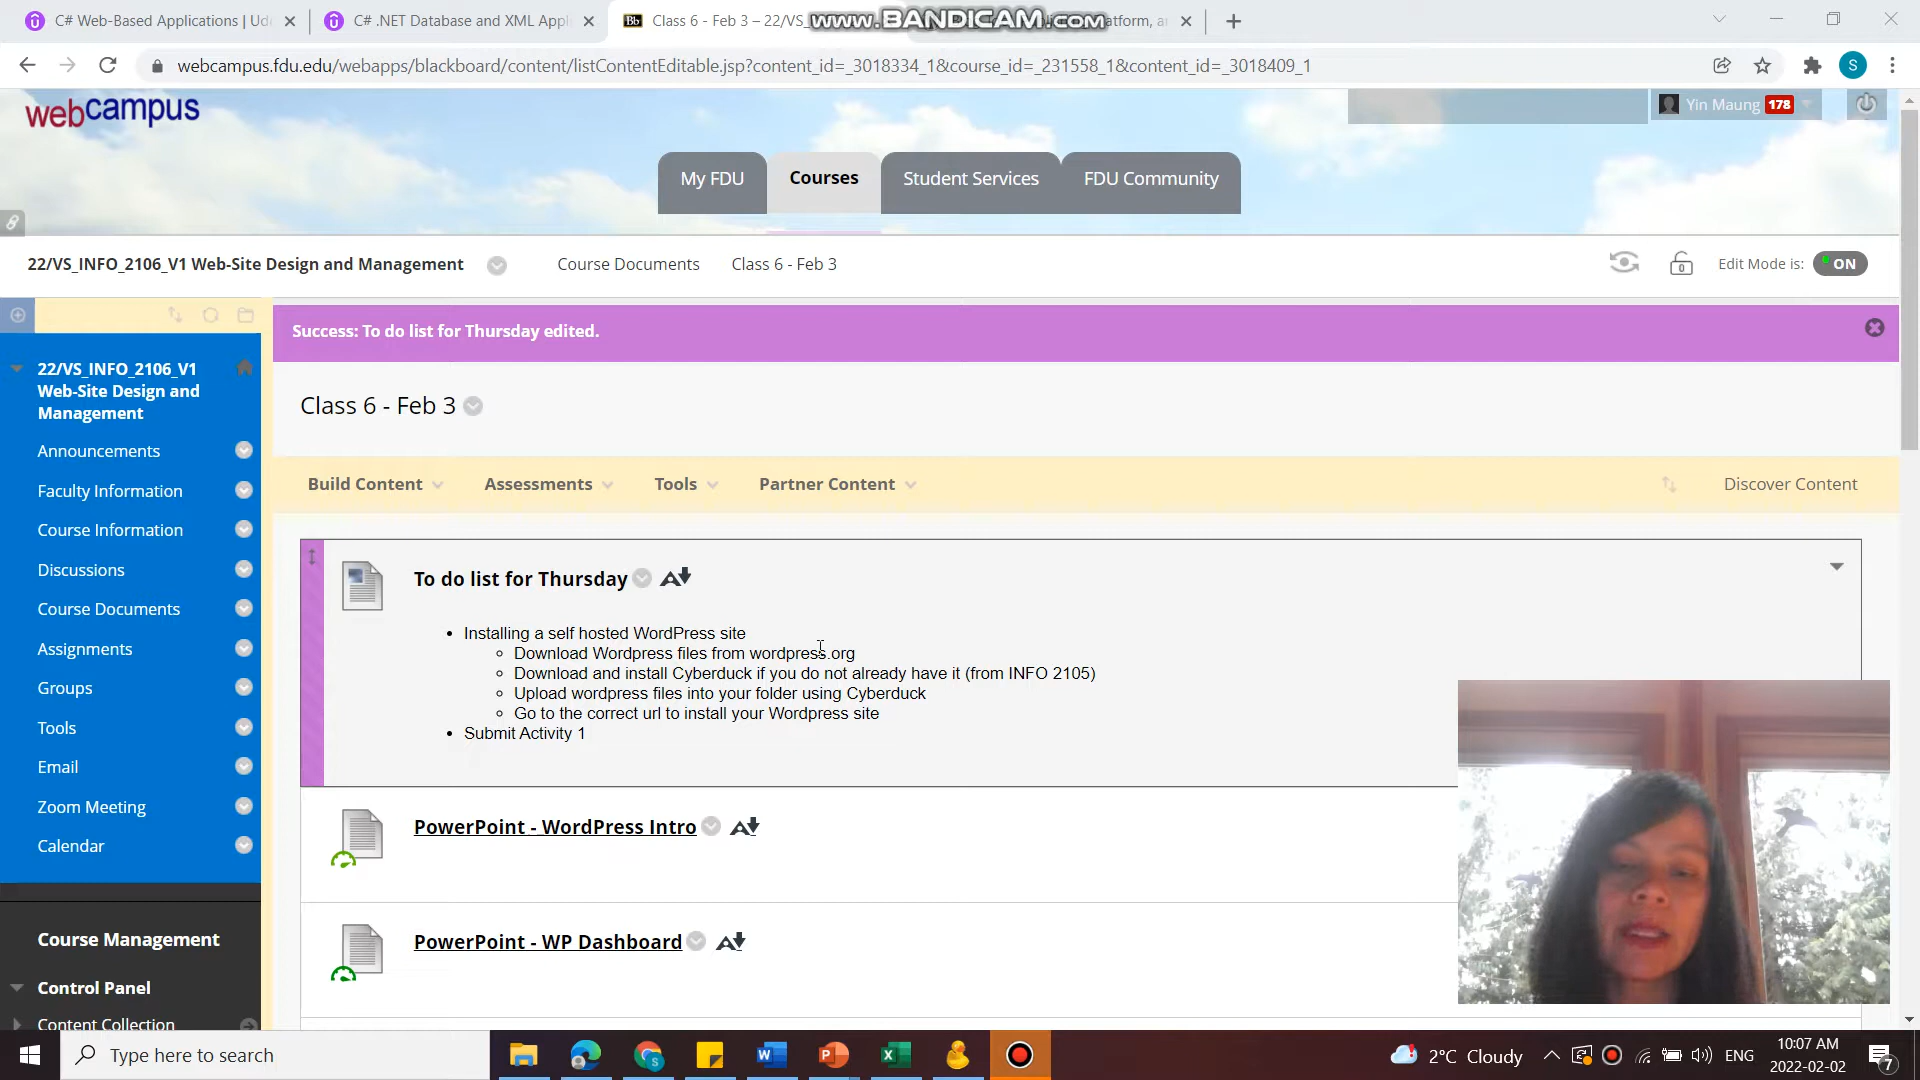 C# Web-Based Applications | Ud
C# .NET Database and XML Appl
Class 6 - Feb 3 – 22/VS_
www.BANDICAM.com
webcampus.fdu.edu/webapps/blackboard/content/listContentEditable.jsp?content_id=_3018334_1&course_id=_231558_1&content_id=_3018409_1
S
webcampus
Yin Maung 178
My FDU
Courses
Student Services
FDU Community
22/VS_INFO_2106_V1 Web-Site Design and Management
Course Documents
Class 6 - Feb 3
Edit Mode is: ON
Success: To do list for Thursday edited.
22/VS_INFO_2106_V1
Web-Site Design and
Management
Announcements
Faculty Information
Course Information
Discussions
Course Documents
Assignments
Groups
Tools
Email
Zoom Meeting
Calendar
Course Management
Control Panel
Content Collection
Class 6 - Feb 3
Build Content
Assessments
Tools
Partner Content
Discover Content
To do list for Thursday
Installing a self hosted WordPress site
Download Wordpress files from wordpress.org
Download and install Cyberduck if you do not already have it (from INFO 2105)
Upload wordpress files into your folder using Cyberduck
Go to the correct url to install your Wordpress site
Submit Activity 1
PowerPoint - WordPress Intro
PowerPoint - WP Dashboard
Type here to search
2°C Cloudy
ENG
10:07 AM
2022-02-02
7